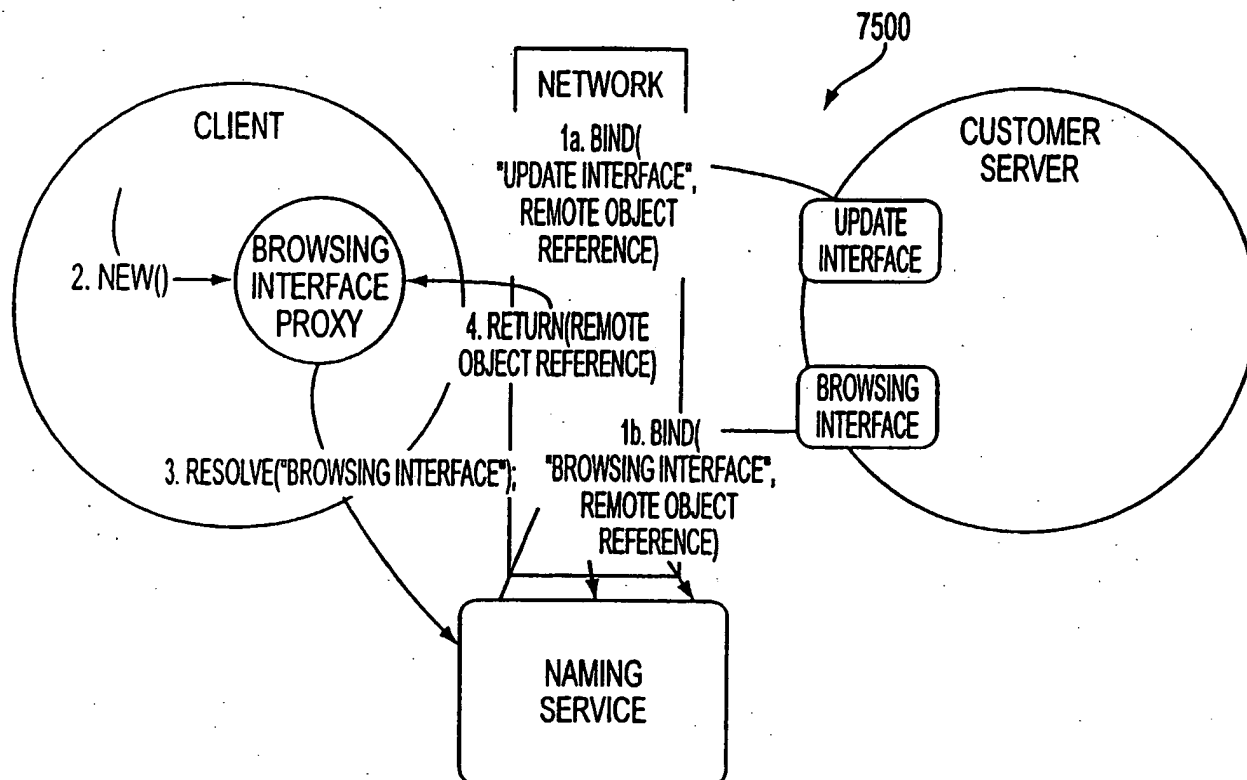 7500
NETWORK
CLIENT
CUSTOMER
SERVER
1a. BIND(
"UPDATE INTERFACE",
REMOTE OBJECT
REFERENCE)
UPDATE
INTERFACE
2. NEW()
BROWSING
INTERFACE
PROXY
4. RETURN(REMOTE
OBJECT REFERENCE)
BROWSING
INTERFACE
1b. BIND(
"BROWSING INTERFACE",
REMOTE OBJECT
REFERENCE)
3. RESOLVE("BROWSING INTERFACE");
NAMING
SERVICE